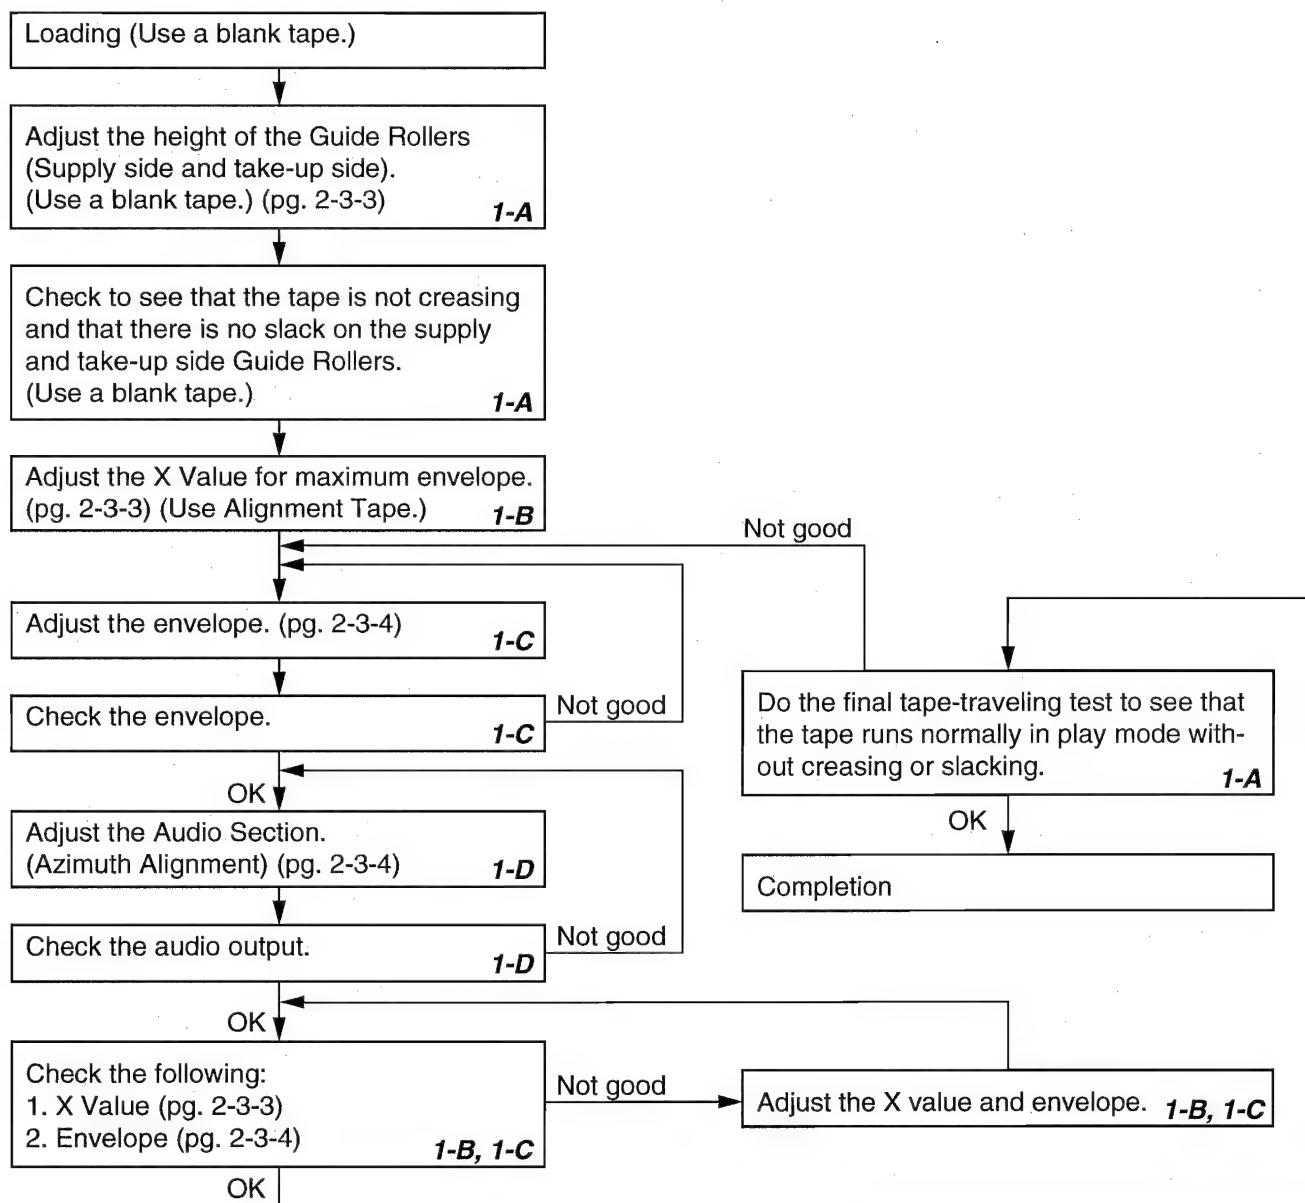 Loading (Use a blank tape.)
Adjust the height of the Guide Rollers
(Supply side and take-up side).
(Use a blank tape.) (pg. 2-3-3)
1-A
Check to see that the tape is not creasing
and that there is no slack on the supply
and take-up side Guide Rollers.
(Use a blank tape.)
1-A
Adjust the X Value for maximum envelope.
(pg. 2-3-3) (Use Alignment Tape.)
1-B
Adjust the envelope. (pg. 2-3-4)
1-C
Check the envelope.
1-C
Not good
OK
Adjust the Audio Section.
(Azimuth Alignment) (pg. 2-3-4)
1-D
Check the audio output.
1-D
Not good
OK
Check the following:
1. X Value (pg. 2-3-3)
2. Envelope (pg. 2-3-4)
1-B, 1-C
Not good
Adjust the X value and envelope.
1-B, 1-C
OK
Not good
Do the final tape-traveling test to see that
the tape runs normally in play mode with-
out creasing or slacking.
1-A
OK
Completion